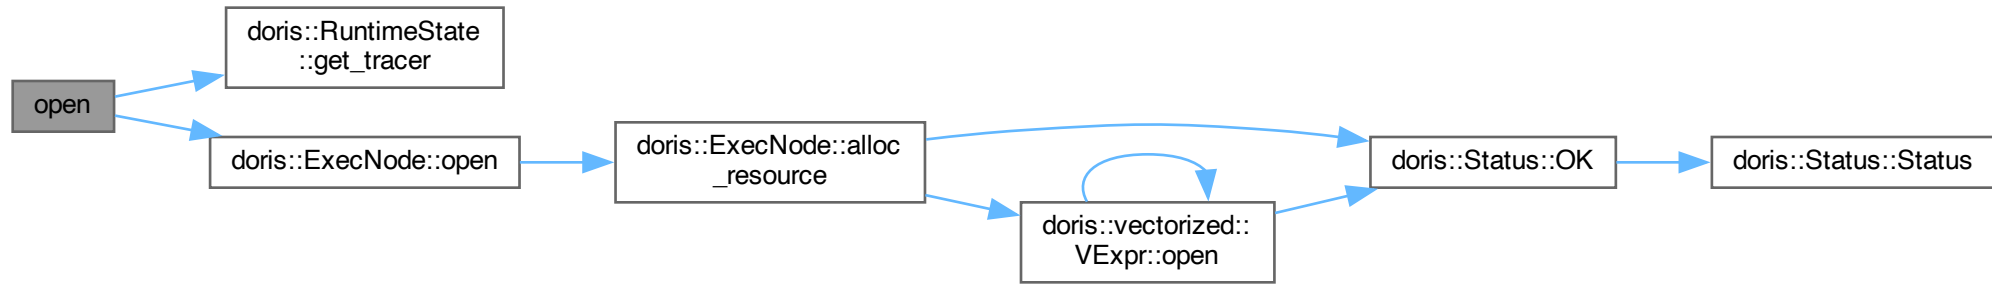 open
doris::RuntimeState
::get_tracer
doris::ExecNode::open
doris::ExecNode::alloc
_resource
doris::vectorized::
VExpr::open
doris::Status::OK
doris::Status::Status